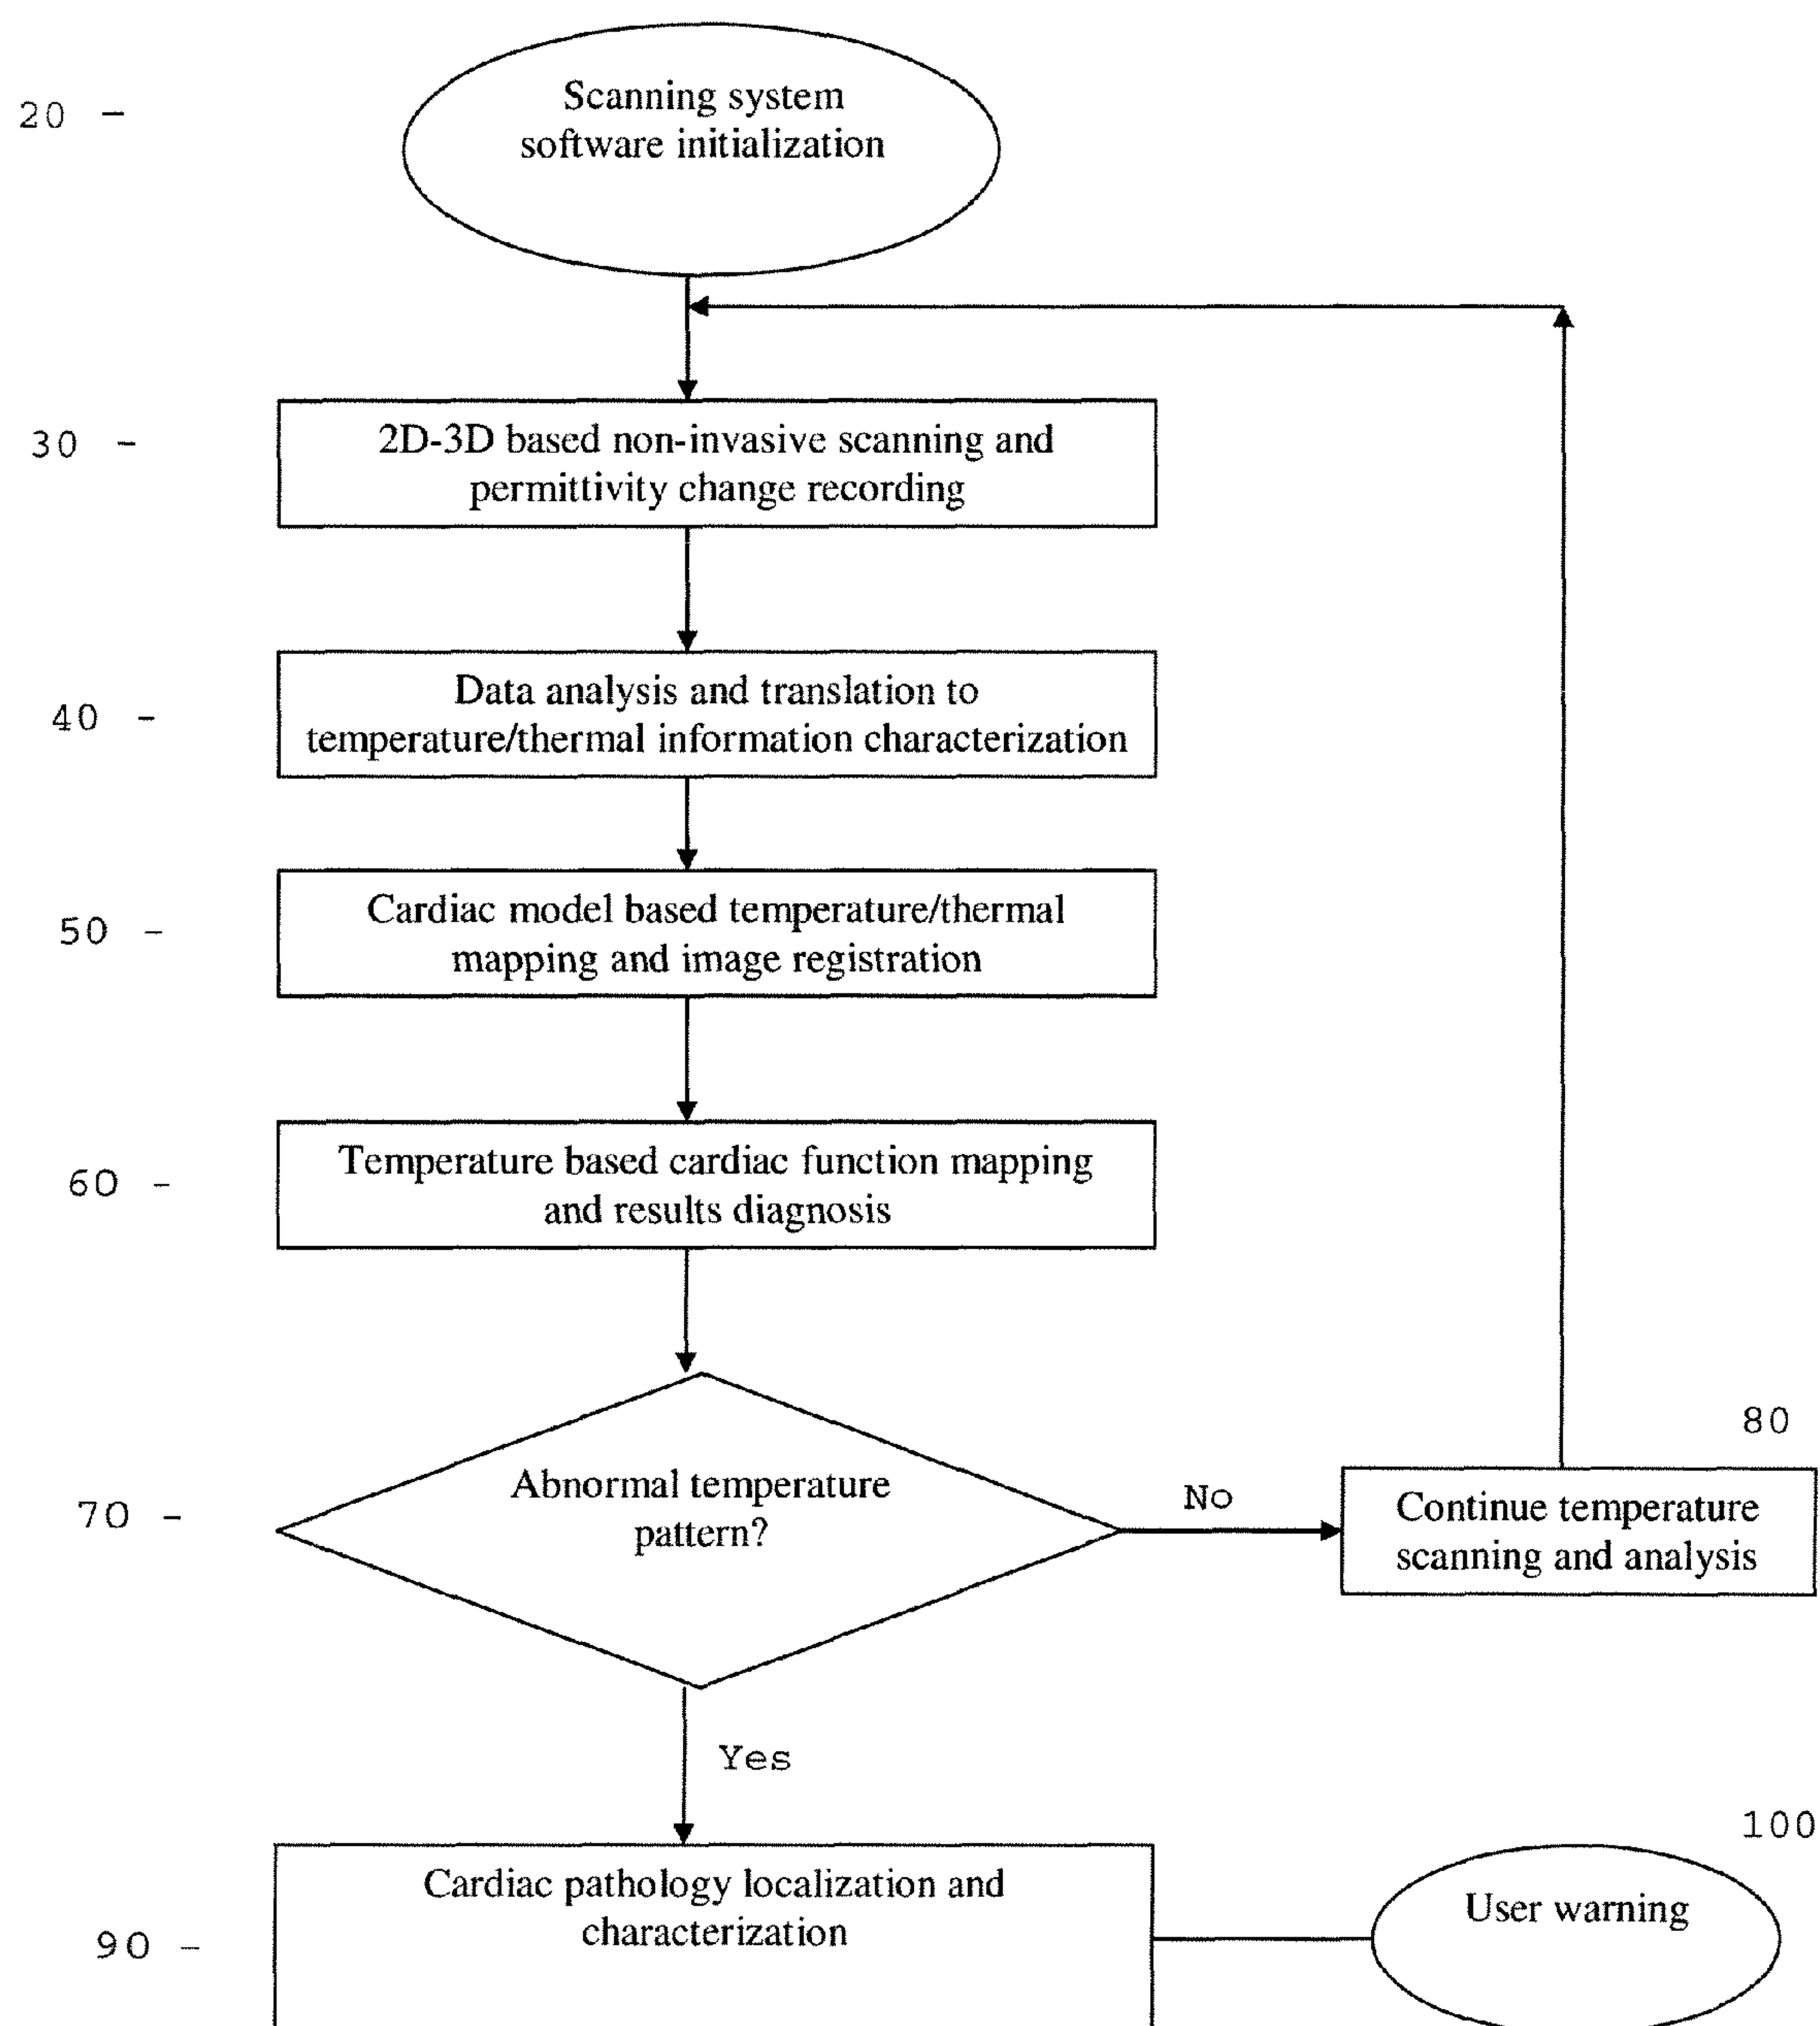 20 -
Scanning system
software initialization
30 -
2D-3D based non-invasive scanning and
permittivity change recording
40 -
Data analysis and translation to
temperature/thermal information characterization
50 -
Cardiac model based temperature/thermal
mapping and image registration
60 -
Temperature based cardiac function mapping
and results diagnosis
70 -
Abnormal temperature
pattern?
No
80
Continue temperature
scanning and analysis
Yes
90 -
Cardiac pathology localization and
characterization
100
User warning